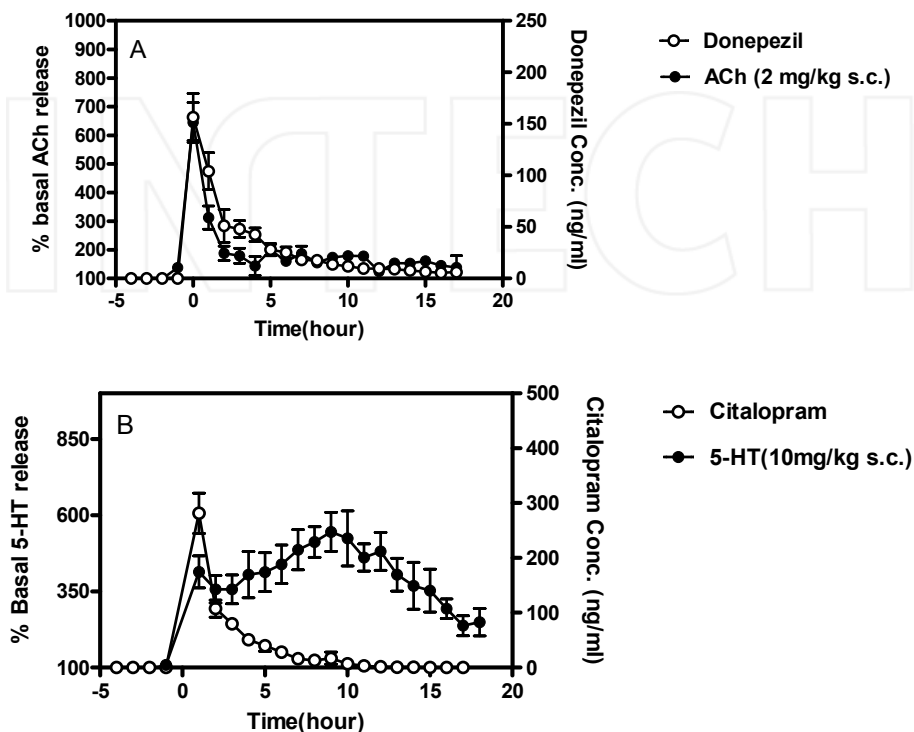 A
% basal ACh release
1000
900
800
700
600
500
400
300
200
100
-5
0
5
10
15
20
Time(hour)
250
200
150
100
50
0
Donepezil Conc. (ng/ml)
Donepezil
ACh (2 mg/kg s.c.)
INTECH
B
% Basal 5-HT release
850
600
350
100
-5
0
5
10
15
20
Time(hour)
500
400
300
200
100
0
Citalopram Conc. (ng/ml)
Citalopram
5-HT(10mg/kg s.c.)